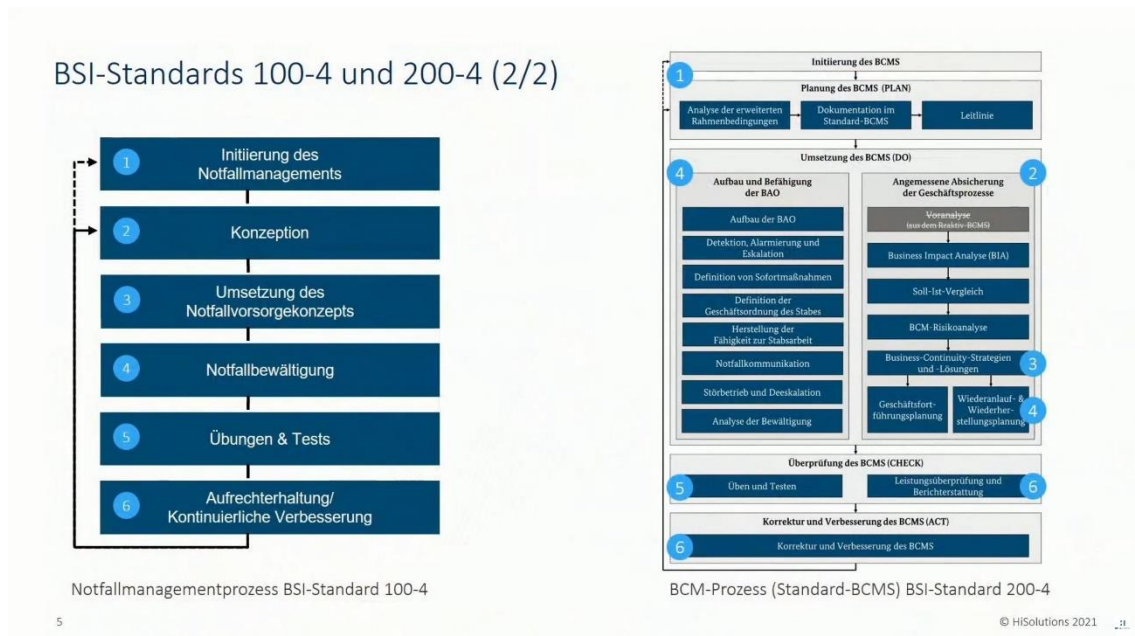 BSI-Standards 100-4 und 200-4 (2/2)
1
Initiierung des
Notfallmanagements
2
Konzeption
3
Umsetzung des
Notfallvorsorgekonzepts
4
Notfallbewältigung
5
Übungen & Tests
6
Aufrechterhaltung/
Kontinuierliche Verbesserung
Notfallmanagementprozess BSI-Standard 100-4
Initiierung des BCMS
1
Planung des BCMS (PLAN)
Analyse der erweiterten
Rahmenbedingungen
Dokumentation im
Standard-BCMS
Leitlinie
Umsetzung des BCMS (DO)
4
Aufbau und Befähigung
der BAO
Aufbau der BAO
Detektion, Alarmierung und
Eskalation
Definition von Sofortmaßnahmen
Definition der
Geschäftsordnung des Stabes
Herstellung der
Fähigkeit zur Stabsarbeit
Notfallkommunikation
Störbetrieb und Deeskalation
Analyse der Bewältigung
2
Angemessene Absicherung
der Geschäftsprozesse
Voranalyse
(aus dem Reaktiv-BCMS)
Business Impact Analyse (BIA)
Soll-Ist-Vergleich
BCM-Risikoanalyse
Business-Continuity-Strategien
und -Lösungen
3
Geschäftsfort-
führungsplanung
Wiederanlauf- &
Wiederher-
stellungsplanung
4
Überprüfung des BCMS (CHECK)
5
Üben und Testen
Leistungsüberprüfung und
Berichterstattung
6
Korrektur und Verbesserung des BCMS (ACT)
6
Korrektur und Verbesserung des BCMS
BCM-Prozess (Standard-BCMS) BSI-Standard 200-4
5
© HiSolutions 2021